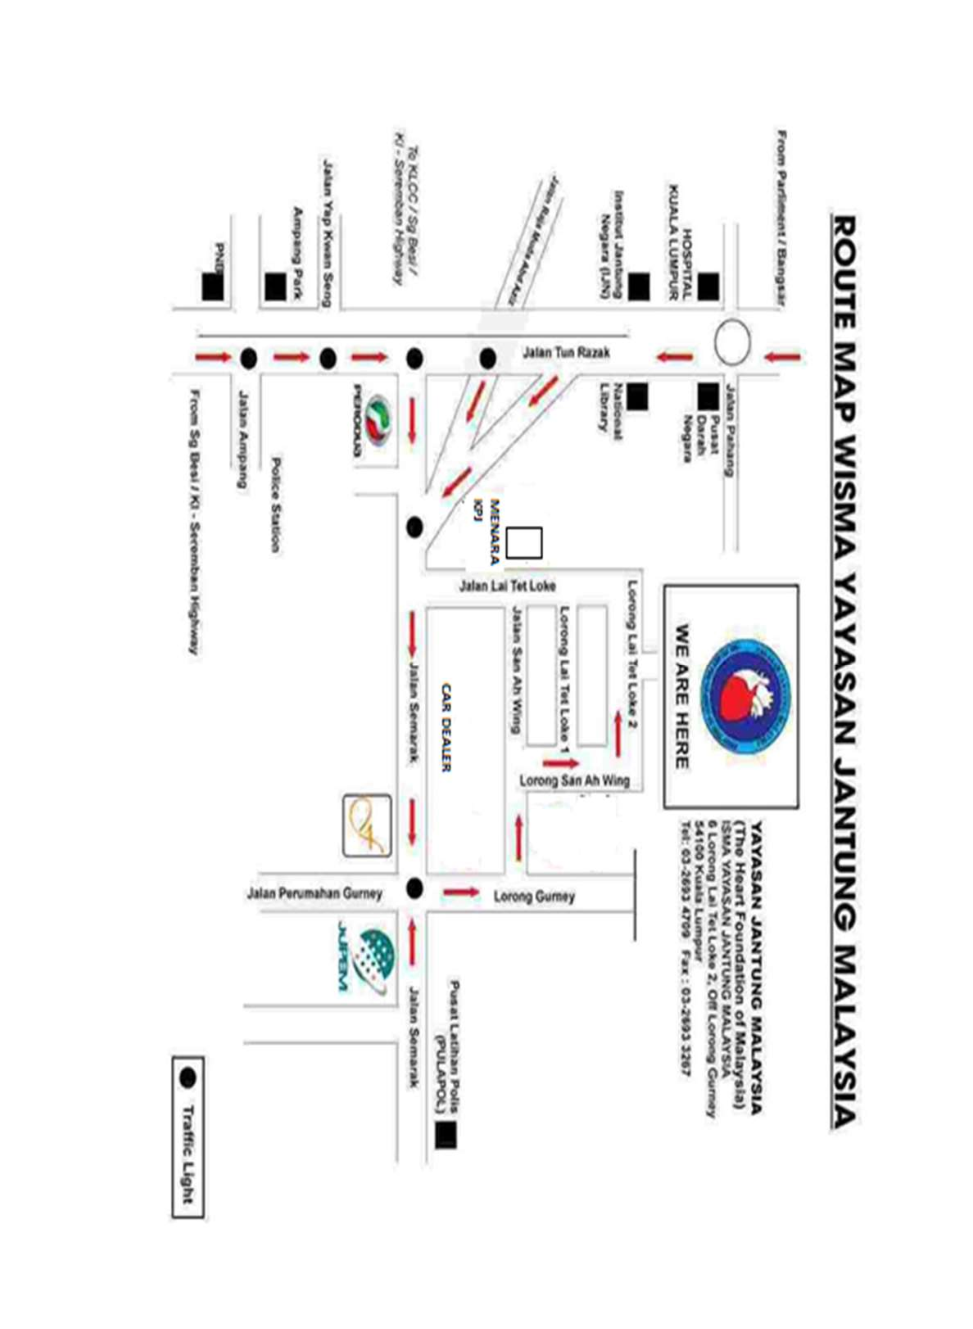 ROUTE MAP WISMA YAYASAN JANTUNG MALAYSIA
From Parliment / Bangsar
HOSPITAL
KUALA LUMPUR
Institut Jantung
Negara (IJN)
Jalan Raja Muda Abd Aziz
To KLCC / Sg Besi /
Kl - Seremban Highway
Jalan Yap Kwan Seng
Ampang Park
PNB
Jalan Tun Razak
Jalan Pahang
Pusat
Darah
Negara
National
Library
PERODUA
Jalan Ampang
Police Station
From Sg Besi / Kl - Seremban Highway
MENARA
KPJ
WE ARE HERE
Lorong Lai Tet Loke 2
Lorong Lai Tet Loke 1
Jalan San Ah Wing
Jalan Lai Tet Loke
Lorong San Ah Wing
CAR DEALER
Jalan Semarak
YAYASAN JANTUNG MALAYSIA
(The Heart Foundation of Malaysia)
ISMA YAYASAN JANTUNG MALAYSIA
6 Lorong Lai Tet Loke 2, Off Lorong Gurney
54100 Kuala Lumpur
Tel: 03-2693 4709 Fax : 03-2693 3267
Lorong Gurney
Jalan Perumahan Gurney
JUPEM
Jalan Semarak
Pusat Latihan Polis
(PULAPOL)
Traffic Light